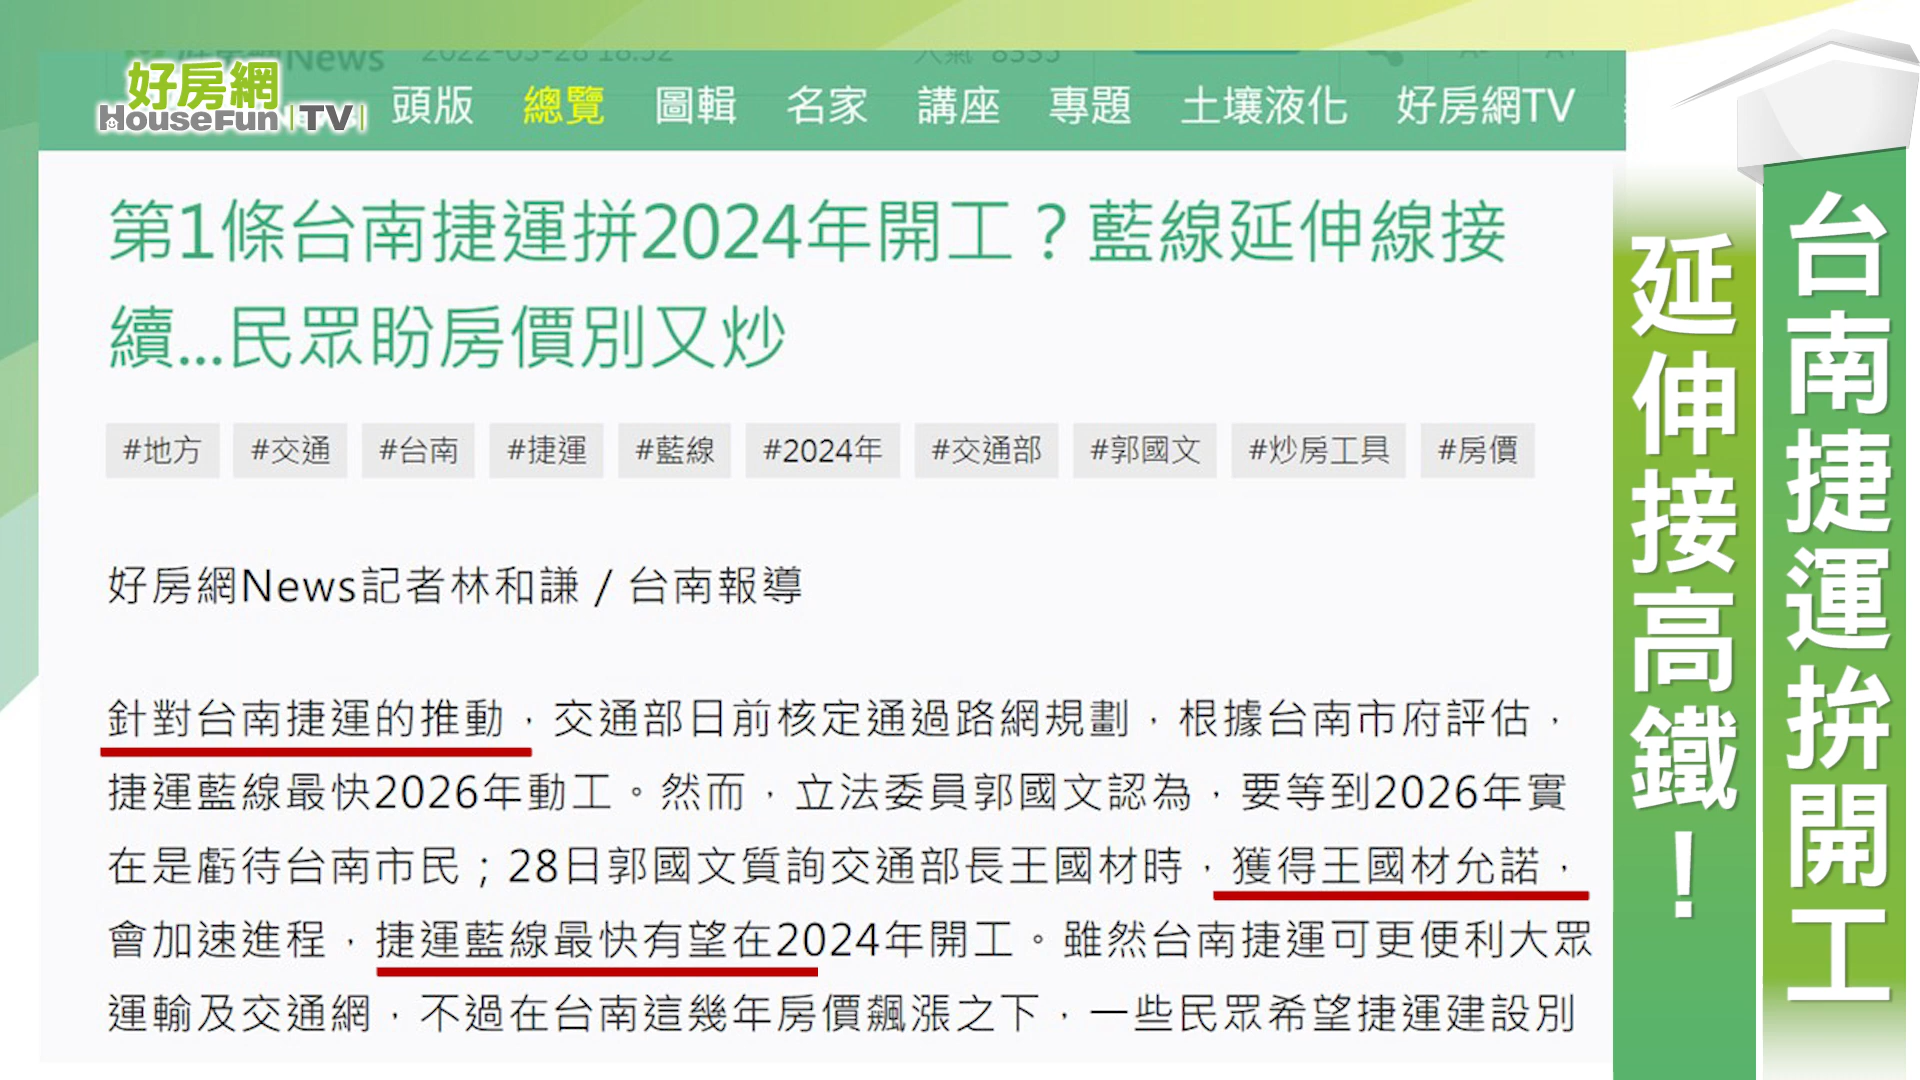 News 2022-03-28 18:52 人氣 8335
好房網
HouseFun TV
頭版 總覽 圖輯 名家 講座 專題 土壤液化 好房網TV
第1條台南捷運拼2024年開工？藍線延伸線接
續...民眾盼房價別又炒
#地方 #交通 #台南 #捷運 #藍線 #2024年 #交通部 #郭國文 #炒房工具 #房價
好房網News記者林和謙／台南報導
針對台南捷運的推動，交通部日前核定通過路網規劃，根據台南市府評估，
捷運藍線最快2026年動工。然而，立法委員郭國文認為，要等到2026年實
在是虧待台南市民；28日郭國文質詢交通部長王國材時，獲得王國材允諾，
會加速進程，捷運藍線最快有望在2024年開工。雖然台南捷運可更便利大眾
運輸及交通網，不過在台南這幾年房價飆漲之下，一些民眾希望捷運建設別
台南捷運拚開工
延伸接高鐵！